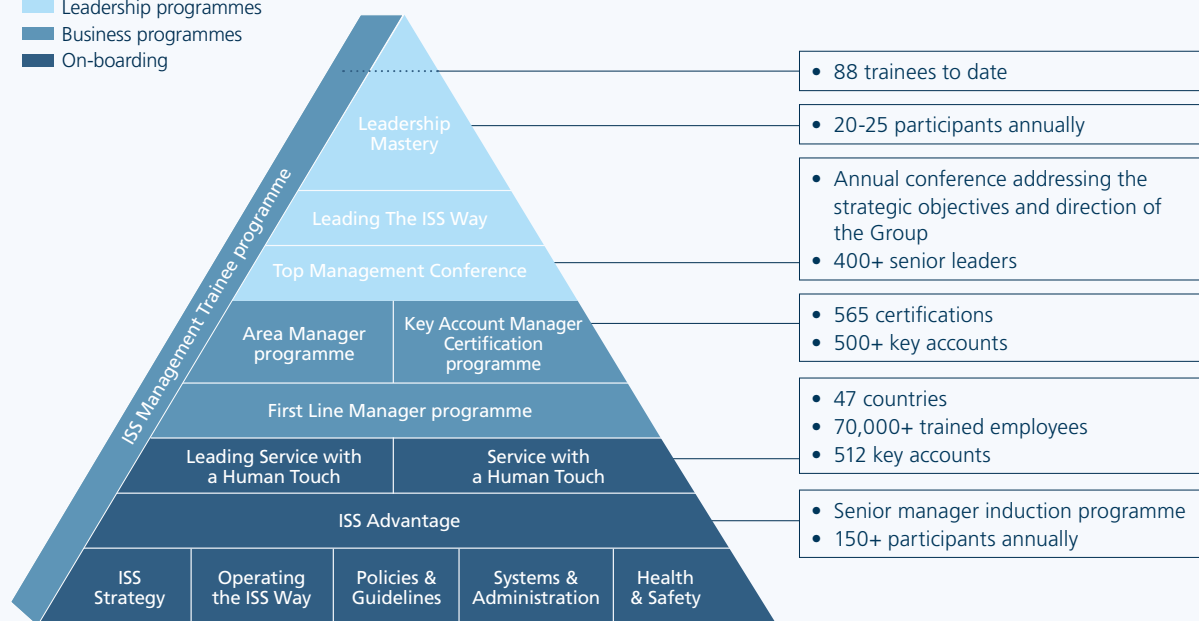 Leadership programmes
Business programmes
On-boarding
ISS Management Trainee programme
• 88 trainees to date
Leadership
Mastery
• 20-25 participants annually
Leading The ISS Way
Top Management Conference
• Annual conference addressing the
strategic objectives and direction of
the Group
• 400+ senior leaders
Area Manager
programme
Key Account Manager
Certification
programme
• 565 certifications
• 500+ key accounts
First Line Manager programme
Leading Service with
a Human Touch
Service with
a Human Touch
• 47 countries
• 70,000+ trained employees
• 512 key accounts
ISS Advantage
• Senior manager induction programme
• 150+ participants annually
ISS
Strategy
Operating
the ISS Way
Policies &
Guidelines
Systems &
Administration
Health
& Safety